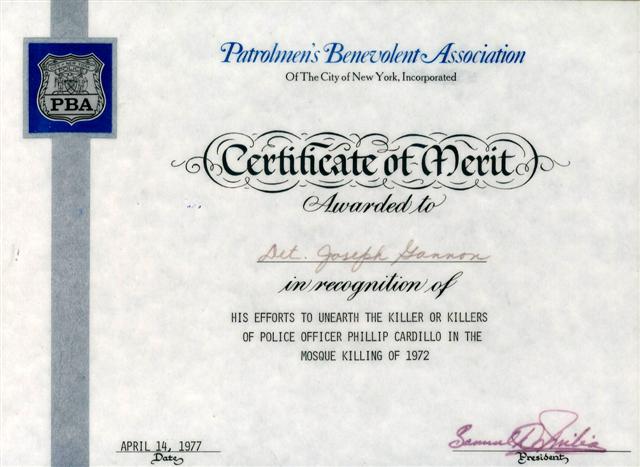 PBA
Patrolmen's Benevolent Association
Of The City of New York, Incorporated
Certificate of Merit
Awarded to
Det. Joseph Gannon
in recognition of
HIS EFFORTS TO UNEARTH THE KILLER OR KILLERS
OF POLICE OFFICER PHILLIP CARDILLO IN THE
MOSQUE KILLING OF 1972
APRIL 14, 1977
Date
President